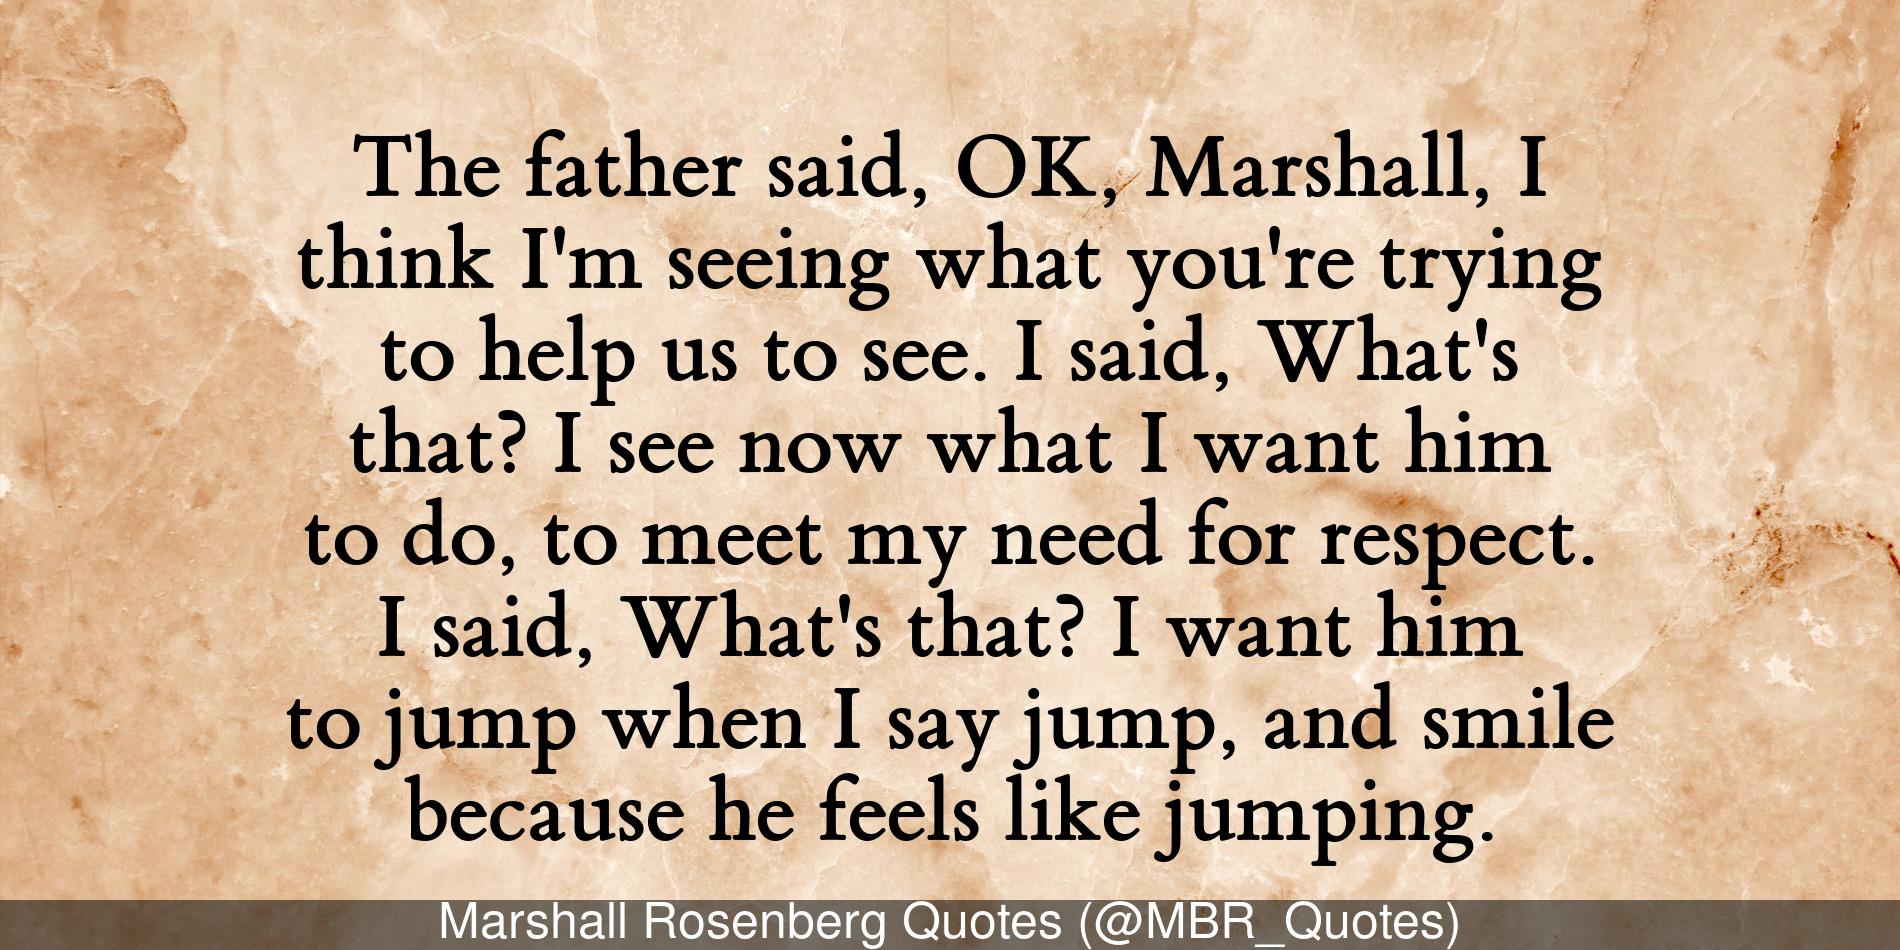 The father said, OK, Marshall, I
think I'm seeing what you're trying
to help us to see. I said, What's
that? I see now what I want him
to do, to meet my need for respect.
I said, What's that? I want him
to jump when I say jump, and smile
because he feels like jumping.
Marshall Rosenberg Quotes (@MBR_Quotes)